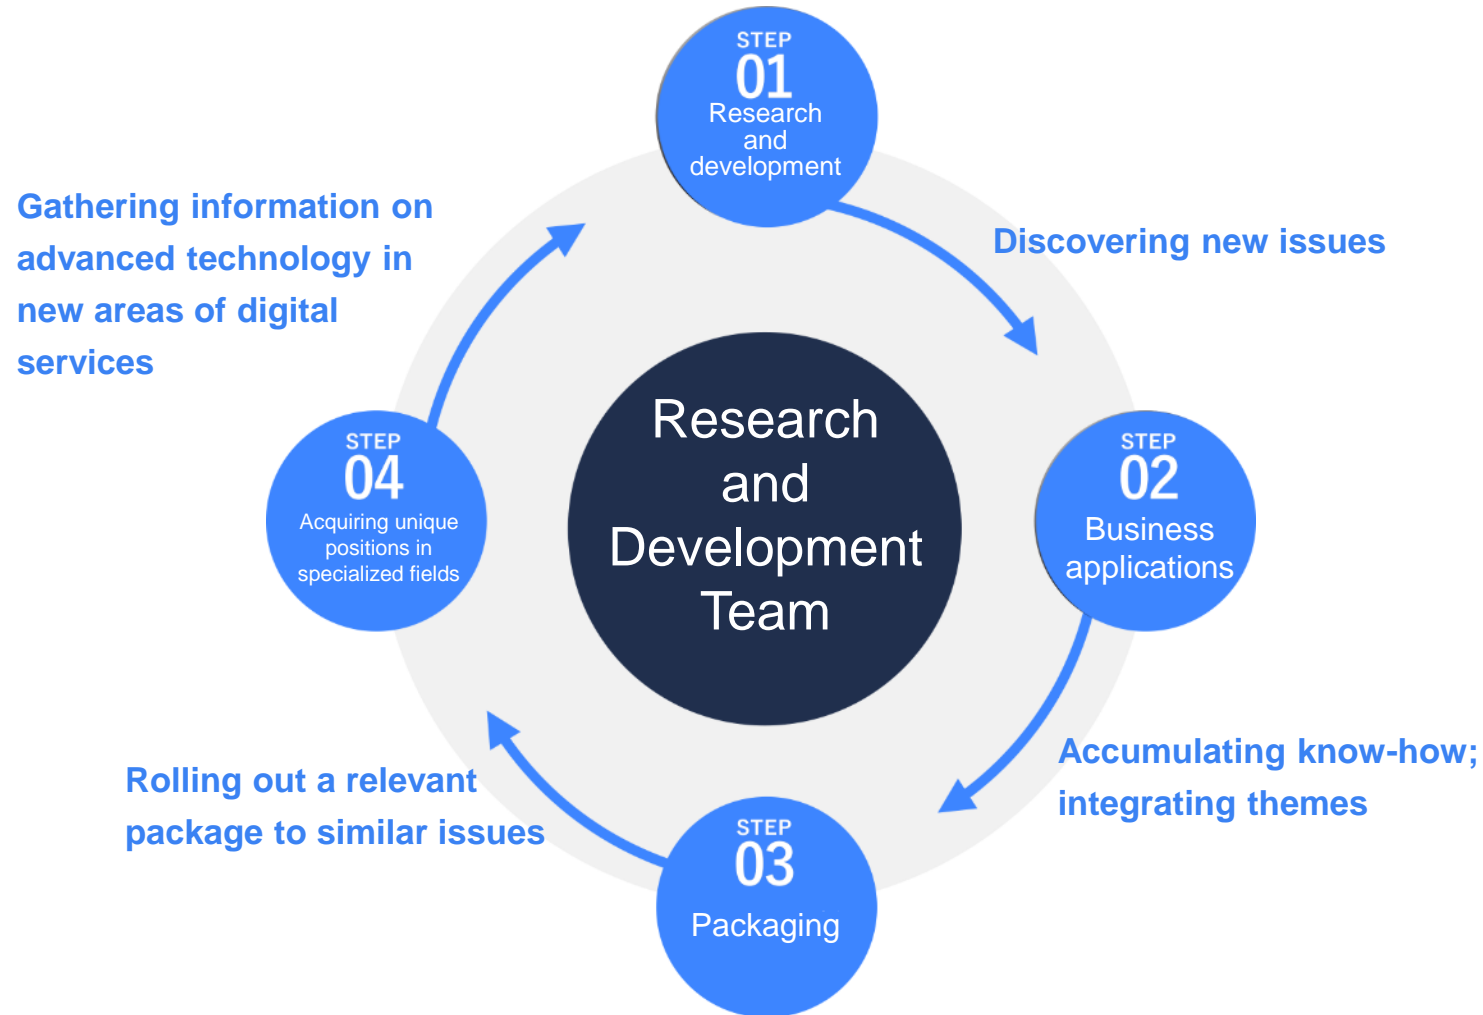 STEP
01
Research
and
development
Discovering new issues
Gathering information on
advanced technology in
new areas of digital
services
Research
and
Development
Team
STEP
04
Acquiring unique
positions in
specialized fields
STEP
02
Business
applications
Accumulating know-how;
integrating themes
Rolling out a relevant
package to similar issues
STEP
03
Packaging